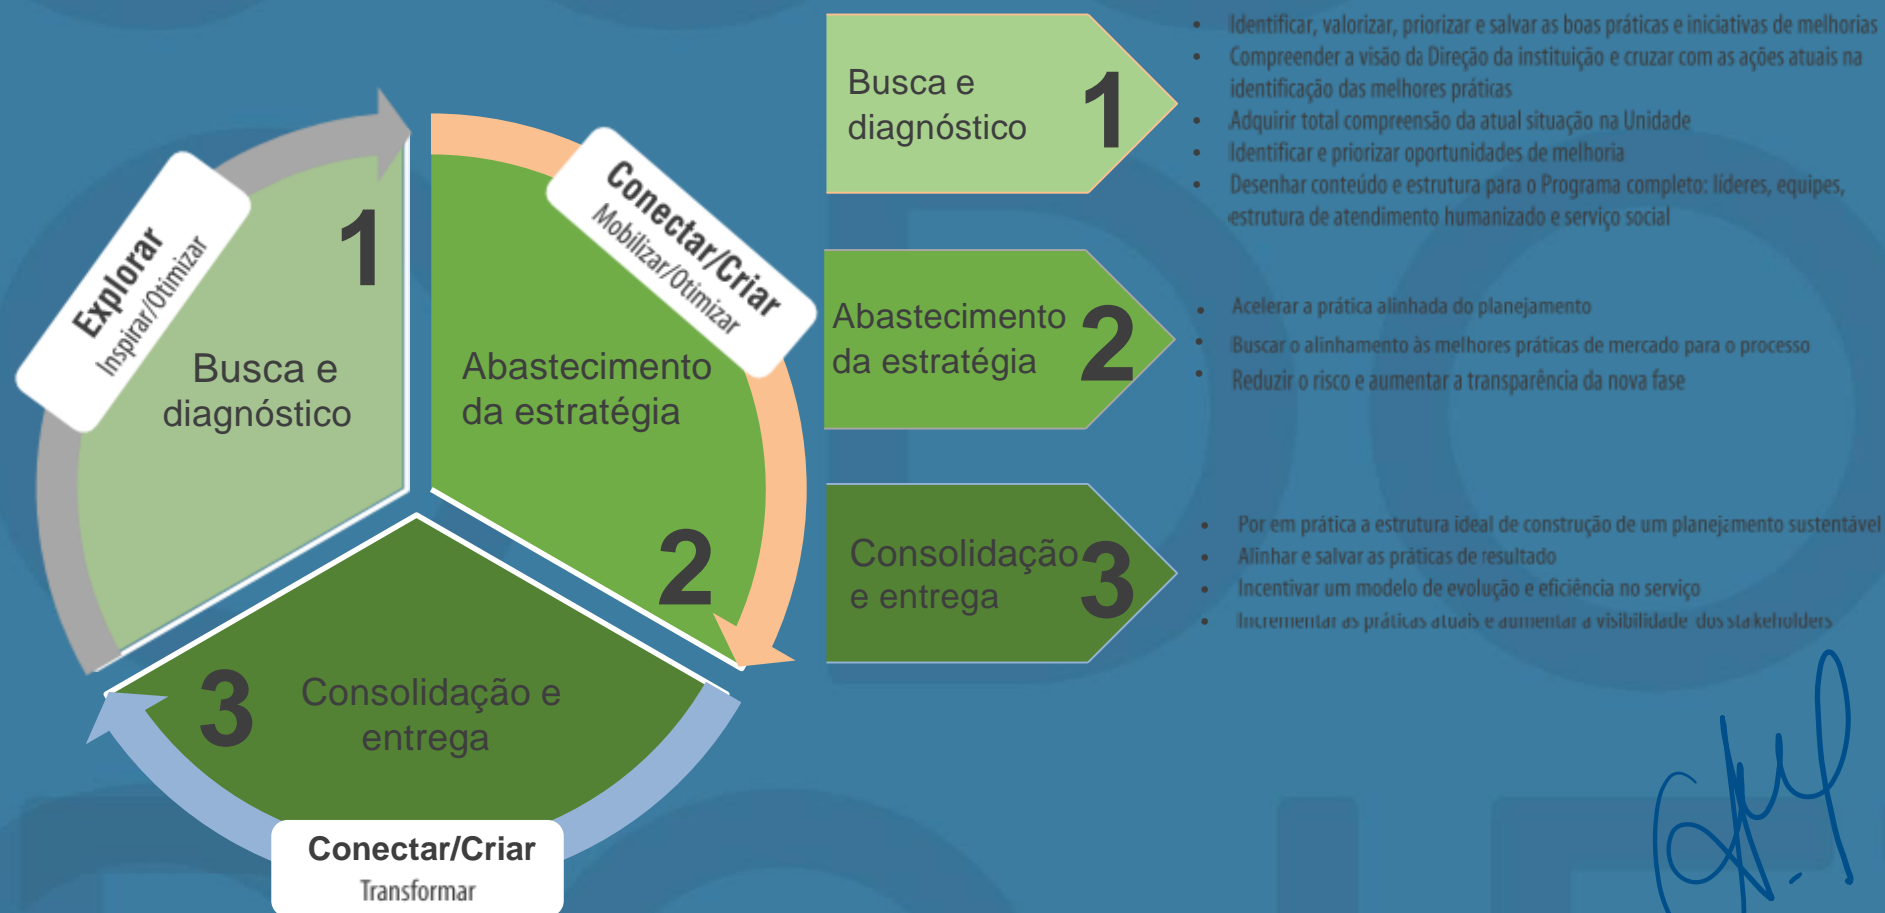 Explorar
Inspirar/Otimizar
1
Busca e
diagnóstico
Conectar/Criar
Mobilizar/Otimizar
Abastecimento
da estratégia
2
3
Consolidação e
entrega
Conectar/Criar
Transformar
Busca e
diagnóstico
1
• Identificar, valorizar, priorizar e salvar as boas práticas e iniciativas de melhorias
• Compreender a visão da Direção da instituição e cruzar com as ações atuais na
identificação das melhores práticas
• Adquirir total compreensão da atual situação na Unidade
• Identificar e priorizar oportunidades de melhoria
• Desenhar conteúdo e estrutura para o Programa completo: líderes, equipes,
estrutura de atendimento humanizado e serviço social
Abastecimento
da estratégia
2
• Acelerar a prática alinhada do planejamento
• Buscar o alinhamento às melhores práticas de mercado para o processo
• Reduzir o risco e aumentar a transparência da nova fase
Consolidação
e entrega
3
• Por em prática a estrutura ideal de construção de um planejamento sustentável
• Alinhar e salvar as práticas de resultado
• Incentivar um modelo de evolução e eficiência no serviço
• Incrementar as práticas atuais e aumentar a visibilidade dos stakeholders